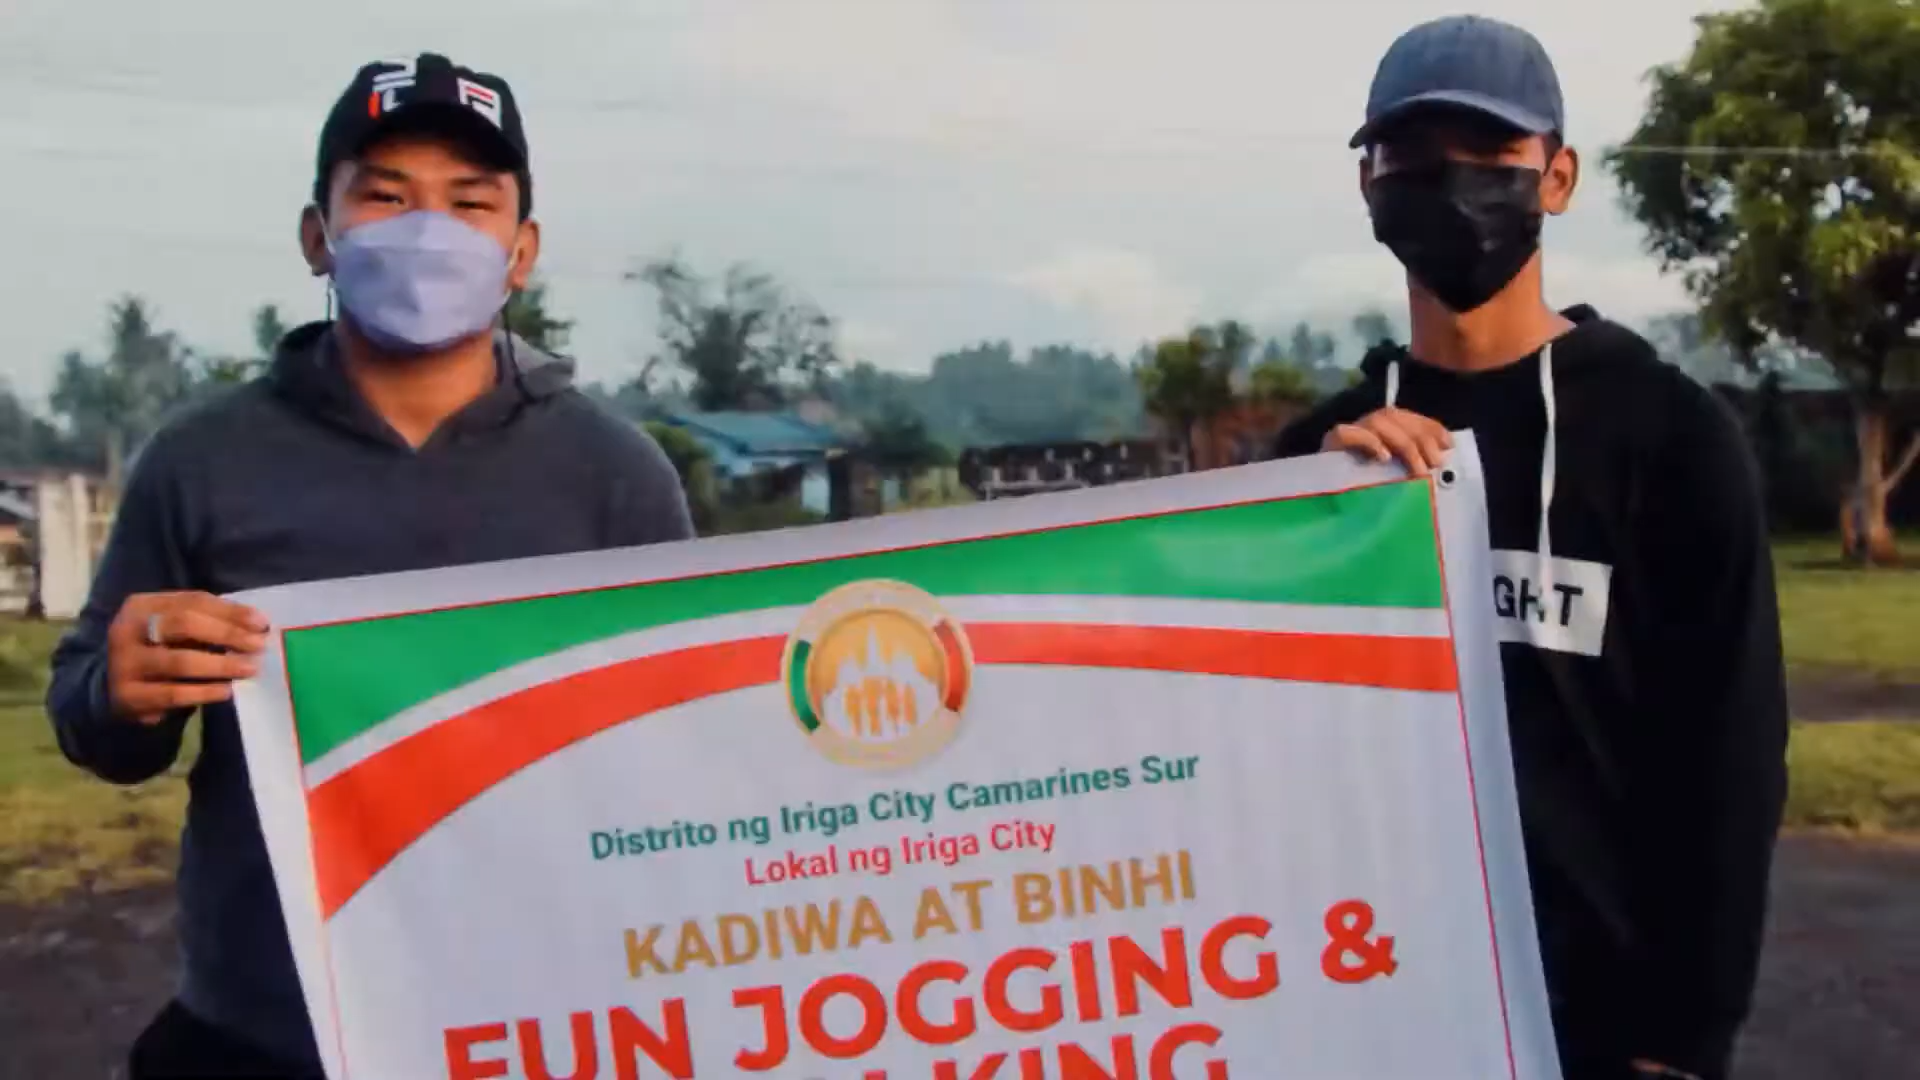 Distrito ng Iriga City Camarines Sur
Lokal ng Iriga City
KADIWA AT BINHI
FUN JOGGING &